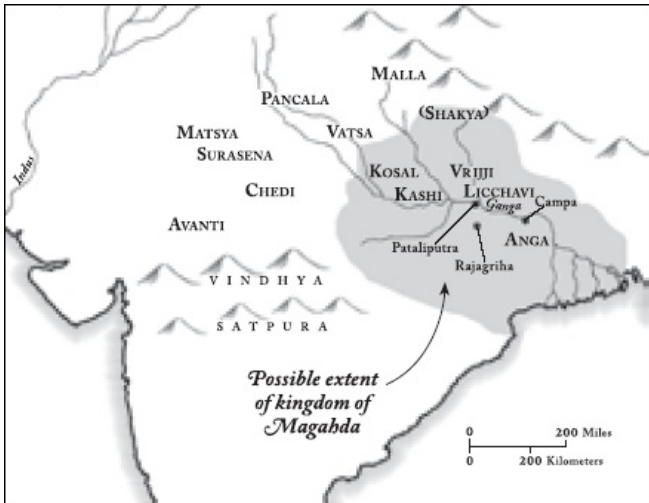 MALLA
PANCALA
(SHAKYA)
VATSA
MATSYA
SURASENA
Indus
KOSAL
VRIJJI
CHEDI
KASHI
LICCHAVI
Ganga
Campa
AVANTI
Pataliputra
ANGA
Rajagriha
VINDHYA
SATPURA
Possible extent
of kingdom of
Magahda
0 200 Miles
0 200 Kilometers